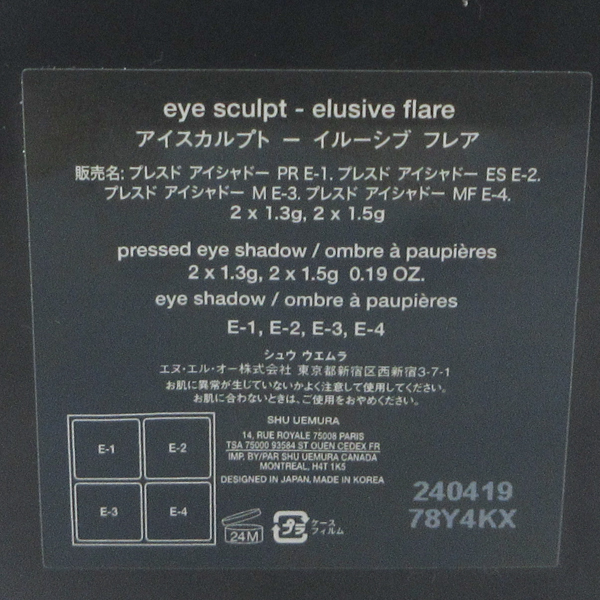 eye sculpt - elusive flare
アイスカルプト ー イルーシブ フレア
販売名: プレスド アイシャドー PR E-1. プレスド アイシャドー ES E-2.
プレスド アイシャドー M E-3. プレスド アイシャドー MF E-4.
2 x 1.3g, 2 x 1.5g
pressed eye shadow / ombre à paupières
2 x 1.3g, 2 x 1.5g 0.19 OZ.
eye shadow / ombre à paupières
E-1, E-2, E-3, E-4
シュウ ウエムラ
エヌ・エル・オー株式会社 東京都新宿区西新宿3-7-1
お肌に異常が生じていないかよく注意して使用してください。
お肌に合わないときは、ご使用をおやめください。
SHU UEMURA
14, RUE ROYALE 75008 PARIS
TSA 75000 93584 ST OUEN CEDEX FR
IMP. BY/PAR SHU UEMURA CANADA
MONTREAL, H4T 1K5
DESIGNED IN JAPAN, MADE IN KOREA
E-1 E-2
E-3 E-4
24M
プラ
ケース
フィルム
240419
78Y4KX